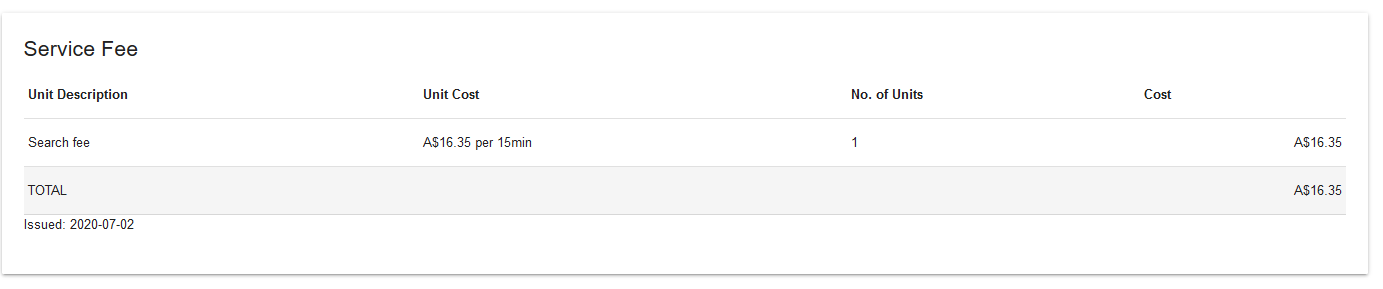 Service Fee
Unit Description Unit Cost No. of Units Cost
Search fee A$16.35 per 15min 1 A$16.35
TOTAL A$16.35
Issued: 2020-07-02